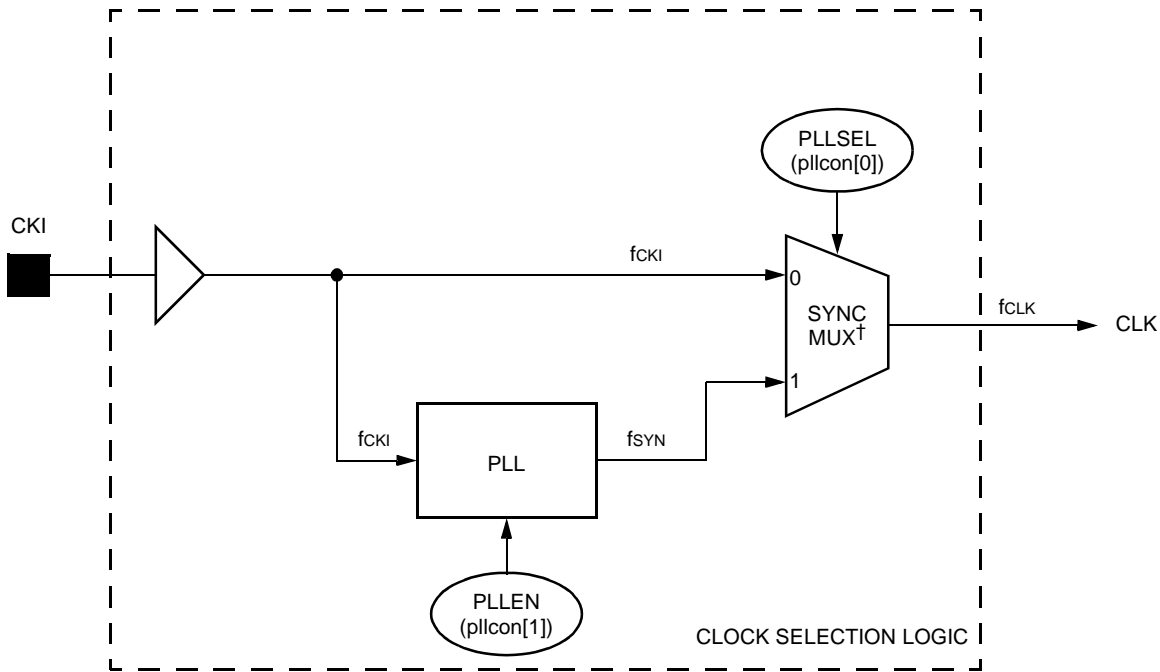 PLLSEL
(pllcon[0])
CKI
fCKI
0
SYNC
MUX†
fCLK
CLK
1
fCKI
PLL
fSYN
PLLEN
(pllcon[1])
CLOCK SELECTION LOGIC